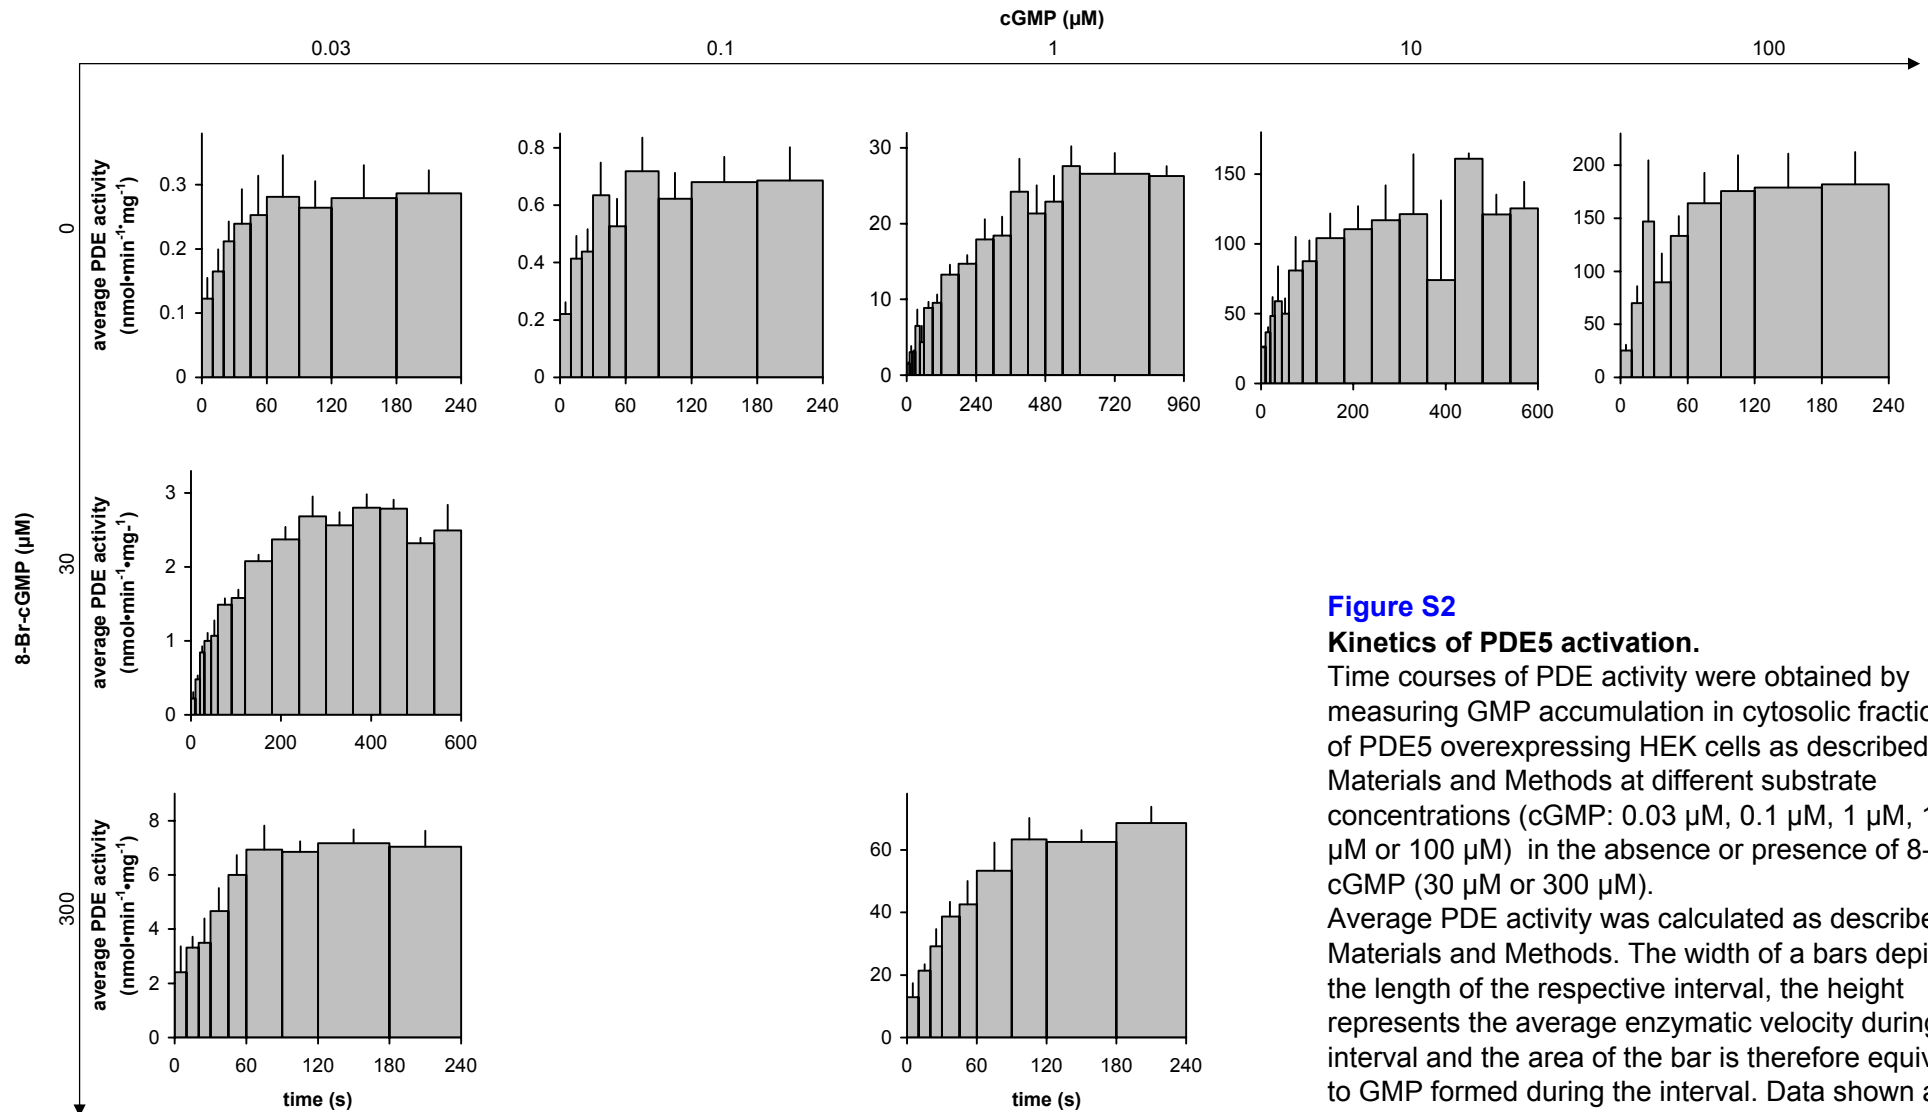 cGMP (µM)
0.03 0.1 1 10 100
8-Br-cGMP (µM)
0
average PDE activity
(nmol•min⁻¹•mg⁻¹)
0.3
0.2
0.1
0
0 60 120 180 240
0.8
0.6
0.4
0.2
0
0 60 120 180 240
30
20
10
0
0 240 480 720 960
150
100
50
0
0 200 400 600
200
150
100
50
0
0 60 120 180 240
30
average PDE activity
(nmol•min⁻¹•mg-¹)
3
2
1
0
0 200 400 600
300
average PDE activity
(nmol•min⁻¹•mg⁻¹)
8
6
4
2
0
0 60 120 180 240
time (s)
60
40
20
0
0 60 120 180 240
time (s)
Figure S2
Kinetics of PDE5 activation.
Time courses of PDE activity were obtained by
measuring GMP accumulation in cytosolic
of PDE5 overexpressing HEK cells as described
Materials and Methods at different substrate
concentrations (cGMP: 0.03 µM, 0.1 µM, 1 µM,
µM or 100 µM) in the absence or presence of 8-
cGMP (30 µM or 300 µM).
Average PDE activity was calculated as
Materials and Methods. The width of a bars
the length of the respective interval, the height
represents the average enzymatic velocity
interval and the area of the bar is therefore
to GMP formed during the interval. Data shown